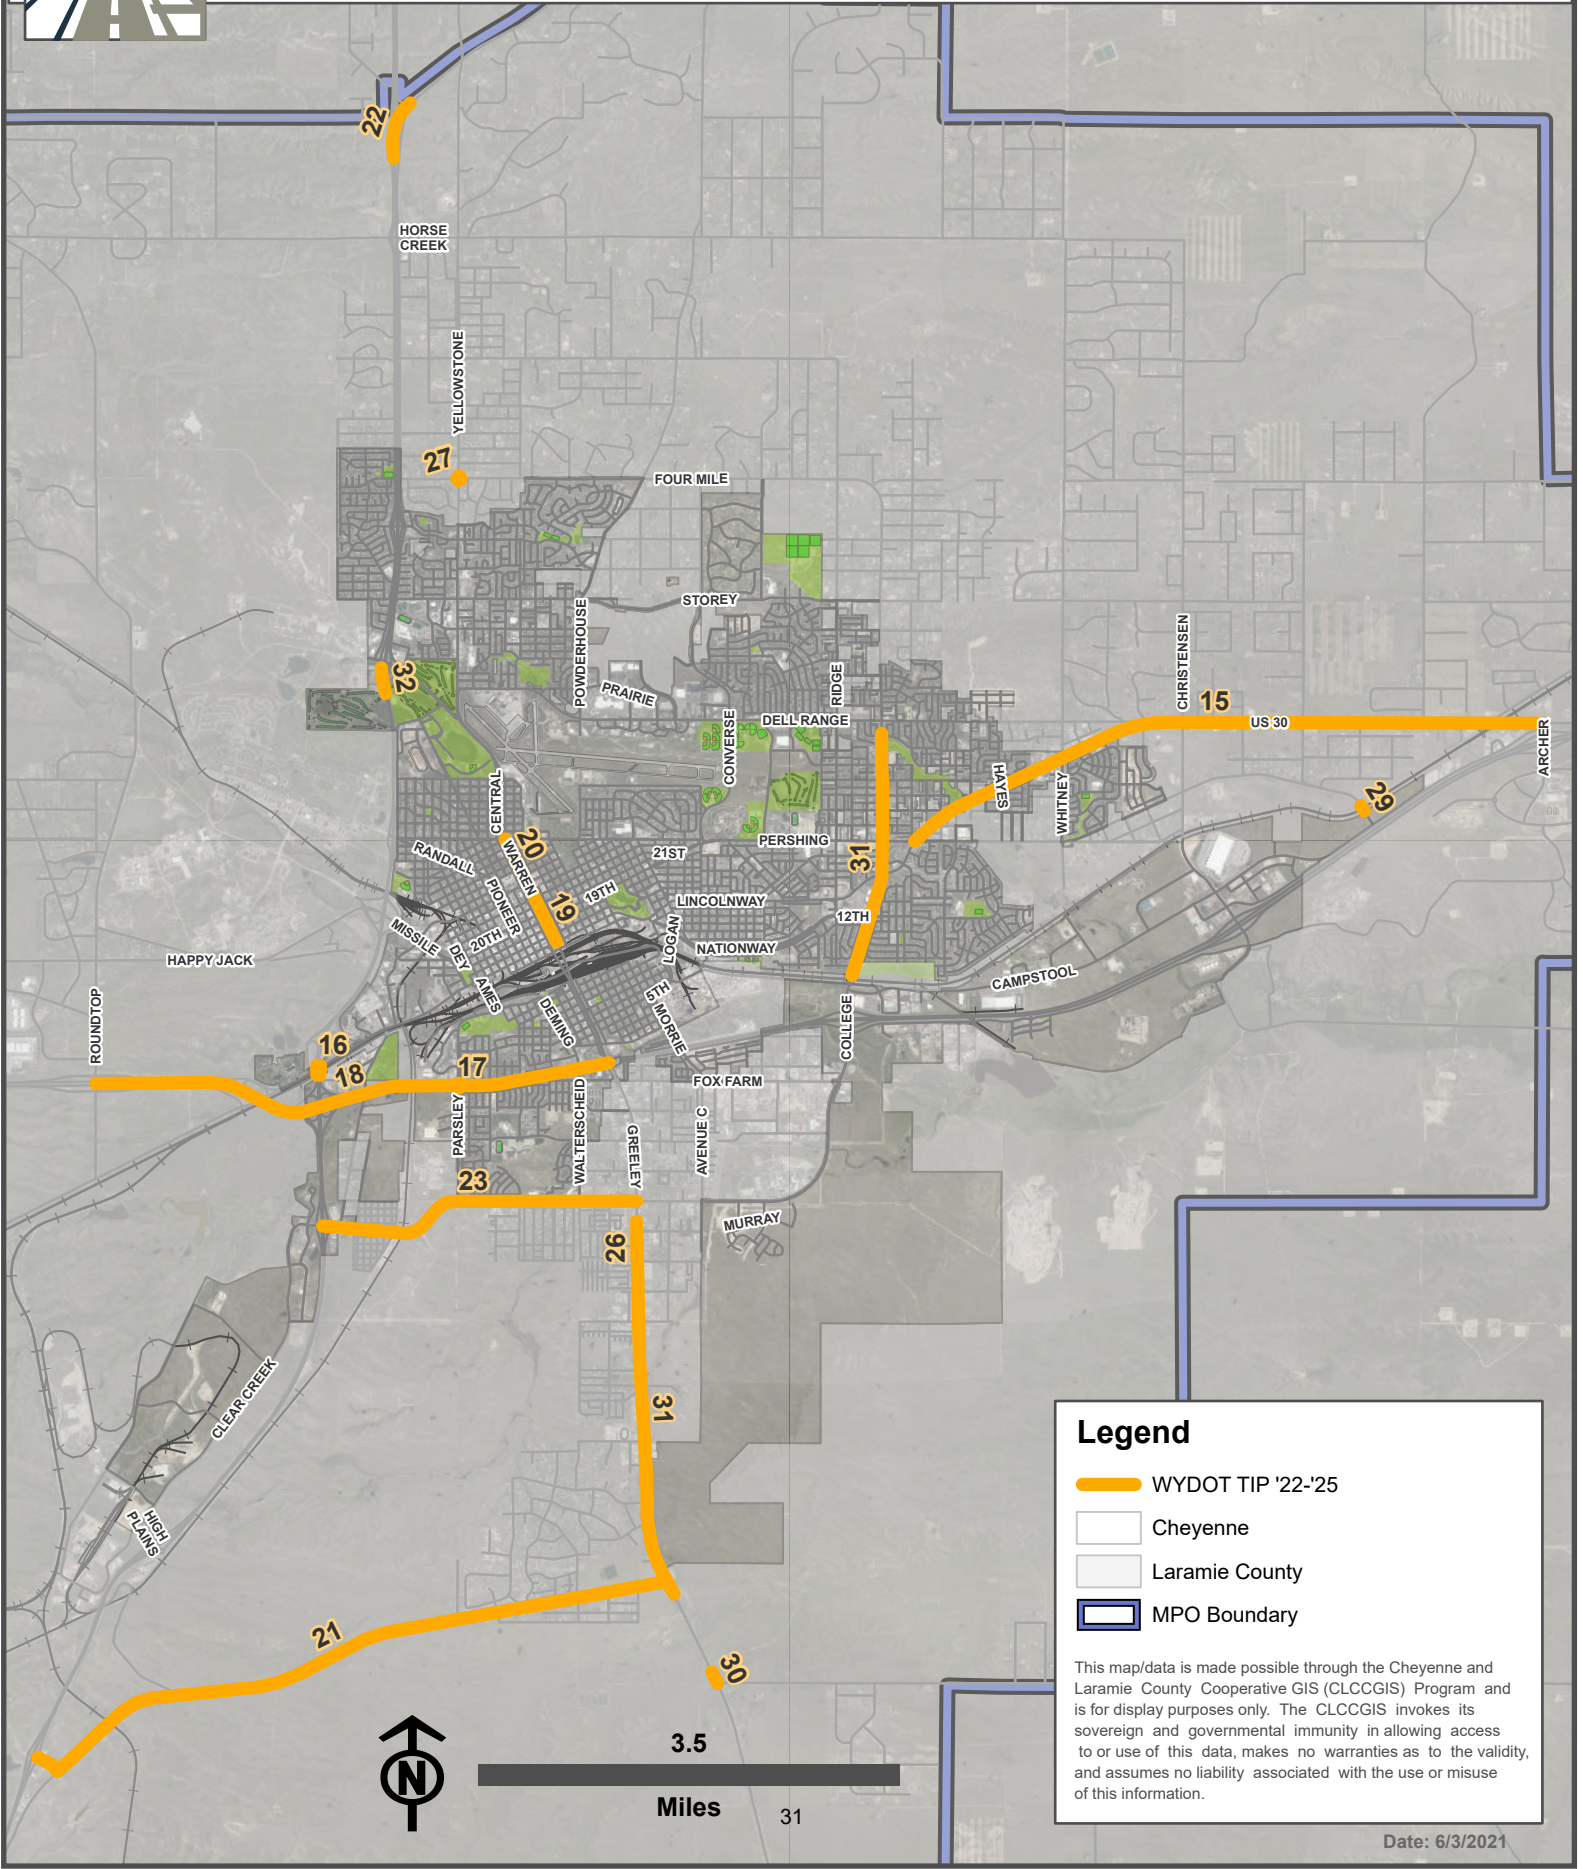 22
HORSE
CREEK
YELLOWSTONE
27
FOUR MILE
STOREY
POWDERHOUSE
CHRISTENSEN
32
PRAIRIE
RIDGE
15
CONVERSE
DELL RANGE
US 30
ARCHER
CENTRAL
HAYES
WHITNEY
29
20
WARREN
RANDALL
21ST
PERSHING
31
PIONEER
19
19TH
LINCOLNWAY
12TH
MISSILE
20TH
DEY
LOGAN
NATIONWAY
HAPPY JACK
AMES
CAMPSTOOL
ROUNDTOP
DEMING
5TH
MORRIE
COLLEGE
16
18
17
FOX FARM
PARSLEY
WALTERSCHEID
GREELEY
AVENUE C
23
MURRAY
26
CLEAR CREEK
31
HIGH
PLAINS
21
30
N
3.5
Miles
31
Legend
WYDOT TIP '22-'25
Cheyenne
Laramie County
MPO Boundary
This map/data is made possible through the Cheyenne and
Laramie County Cooperative GIS (CLCCGIS) Program and
is for display purposes only. The CLCCGIS invokes its
sovereign and governmental immunity in allowing access
to or use of this data, makes no warranties as to the validity,
and assumes no liability associated with the use or misuse
of this information.
Date: 6/3/2021